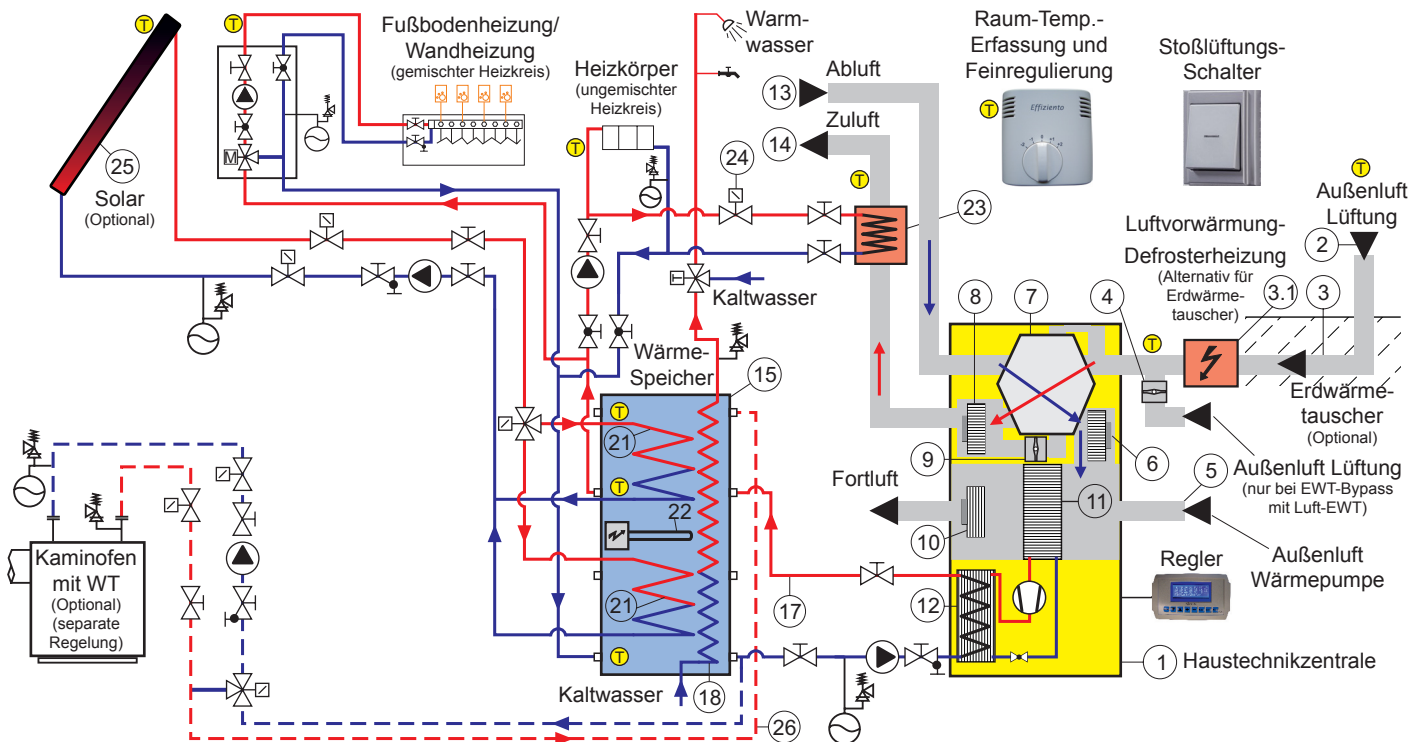 T
T
25
Solar
(Optional)
M
Fußbodenheizung/
Wandheizung
(gemischter Heizkreis)
Heizkörper
(ungemischter
Heizkreis)
T
Warm-
wasser
24
Kaltwasser
13
Abluft
Zuluft
14
T
23
Raum-Temp.-
Erfassung und
Feinregulierung
T
Effiziento
Stoßlüftungs-
Schalter
T
Außenluft
Lüftung
2
Luftvorwärmung-
Defrosterheizung
(Alternativ für
Erdwärme-
tauscher)
3.1
3
4
T
Erdwärme-
tauscher
(Optional)
Außenluft Lüftung
(nur bei EWT-Bypass
mit Luft-EWT)
5
Außenluft
Wärmepumpe
8
7
9
6
11
10
Fortluft
12
Regler
1
Haustechnikzentrale
Wärme-
Speicher
15
T
21
T
22
21
T
18
Kaltwasser
17
26
Kaminofen
mit WT
(Optional)
(separate
Regelung)